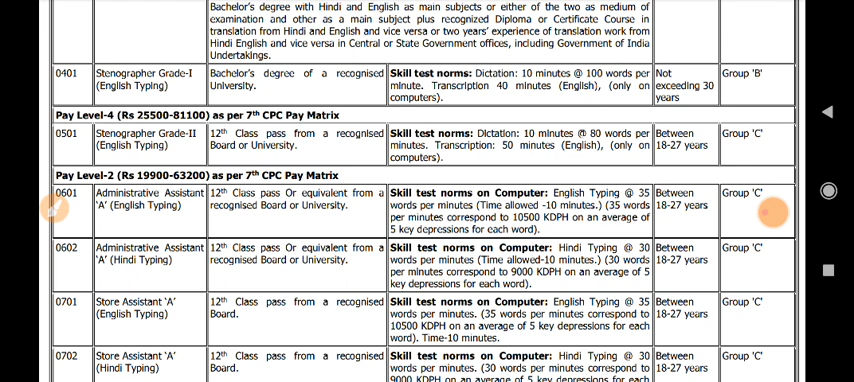 Bachelor's degree with Hindi and English as main subjects or either of the two as medium of
examination and other as a main subject plus recognized Diploma or Certificate Course in
translation from Hindi and English and vice versa or two years' experience of translation work from
Hindi English and vice versa in Central or State Government offices, including Government of India
Undertakings.
0401 Stenographer Grade-I Bachelor's degree of a recognised Skill test norms: Dictation: 10 minutes @ 100 words per Not Group 'B'
(English Typing) University. minute. Transcription 40 minutes (English), (only on exceeding 30
computers). years
Pay Level-4 (Rs 25500-81100) as per 7th CPC Pay Matrix
0501 Stenographer Grade-II 12th Class pass from a recognised Skill test norms: Dictation: 10 minutes @ 80 words per Between Group 'C'
(English Typing) Board or University. minutes. Transcription: 50 minutes (English), (only on 18-27 years
computers).
Pay Level-2 (Rs 19900-63200) as per 7th CPC Pay Matrix
0601 Administrative Assistant 12th Class pass Or equivalent from a Skill test norms on Computer: English Typing @ 35 Between Group 'C'
'A' (English Typing) recognised Board or University. words per minutes (Time allowed -10 minutes.) (35 words 18-27 years
per minutes correspond to 10500 KDPH on an average of
5 key depressions for each word).
0602 Administrative Assistant 12th Class pass Or equivalent from a Skill test norms on Computer: Hindi Typing @ 30 Between Group 'C'
'A' (Hindi Typing) recognised Board or University. words per minutes (Time allowed-10 minutes.) (30 words 18-27 years
per minutes correspond to 9000 KDPH on an average of 5
key depressions for each word).
0701 Store Assistant 'A' 12th Class pass from a recognised Skill test norms on Computer: English Typing @ 35 Between Group 'C'
(English Typing) Board. words per minutes. (35 words per minutes correspond to 18-27 years
10500 KDPH on an average of 5 key depressions for each
word). Time-10 minutes.
0702 Store Assistant 'A' 12th Class pass from a recognised Skill test norms on Computer: Hindi Typing @ 30 Between Group 'C'
(Hindi Typing) Board. words per minutes. (30 words per minutes correspond to 18-27 years
9000 KDPH on an average of 5 key depressions for each